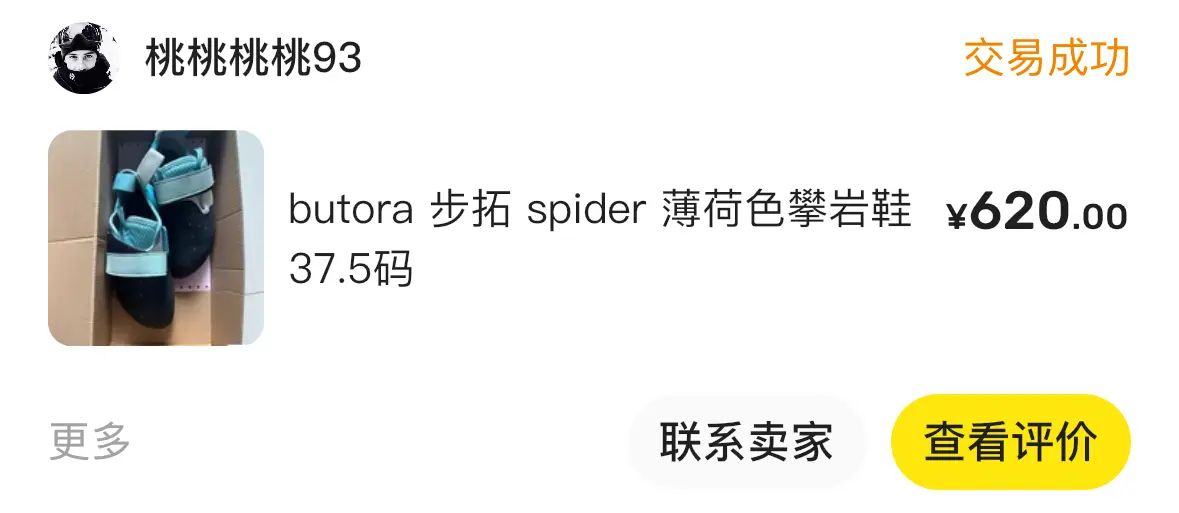 桃桃桃桃93
交易成功
butora 步拓 spider 薄荷色攀岩鞋
37.5码
¥620.00
更多
联系卖家
查看评价